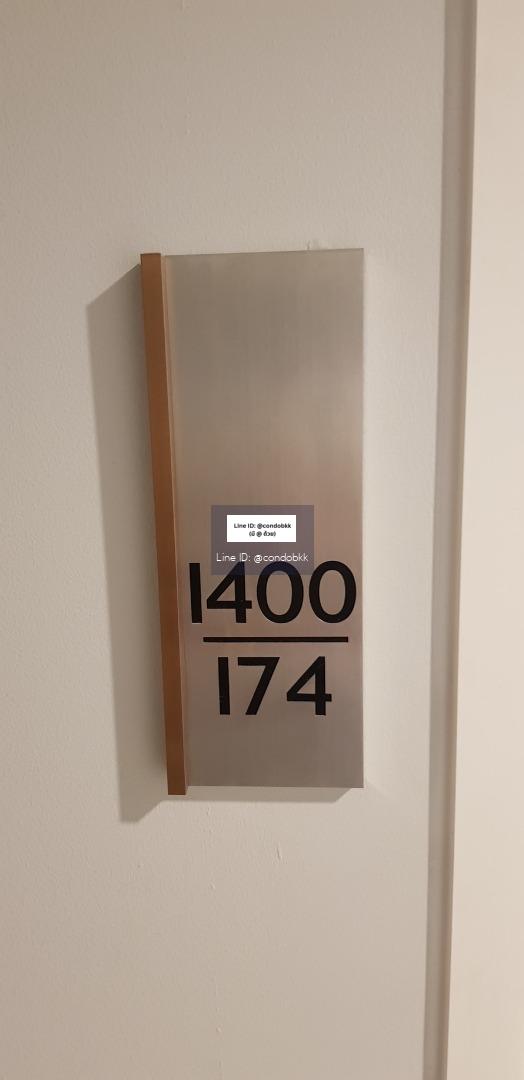 Line ID: @condobkk
(มี @ ด้วย)
Line ID: @condobkk
1400
174